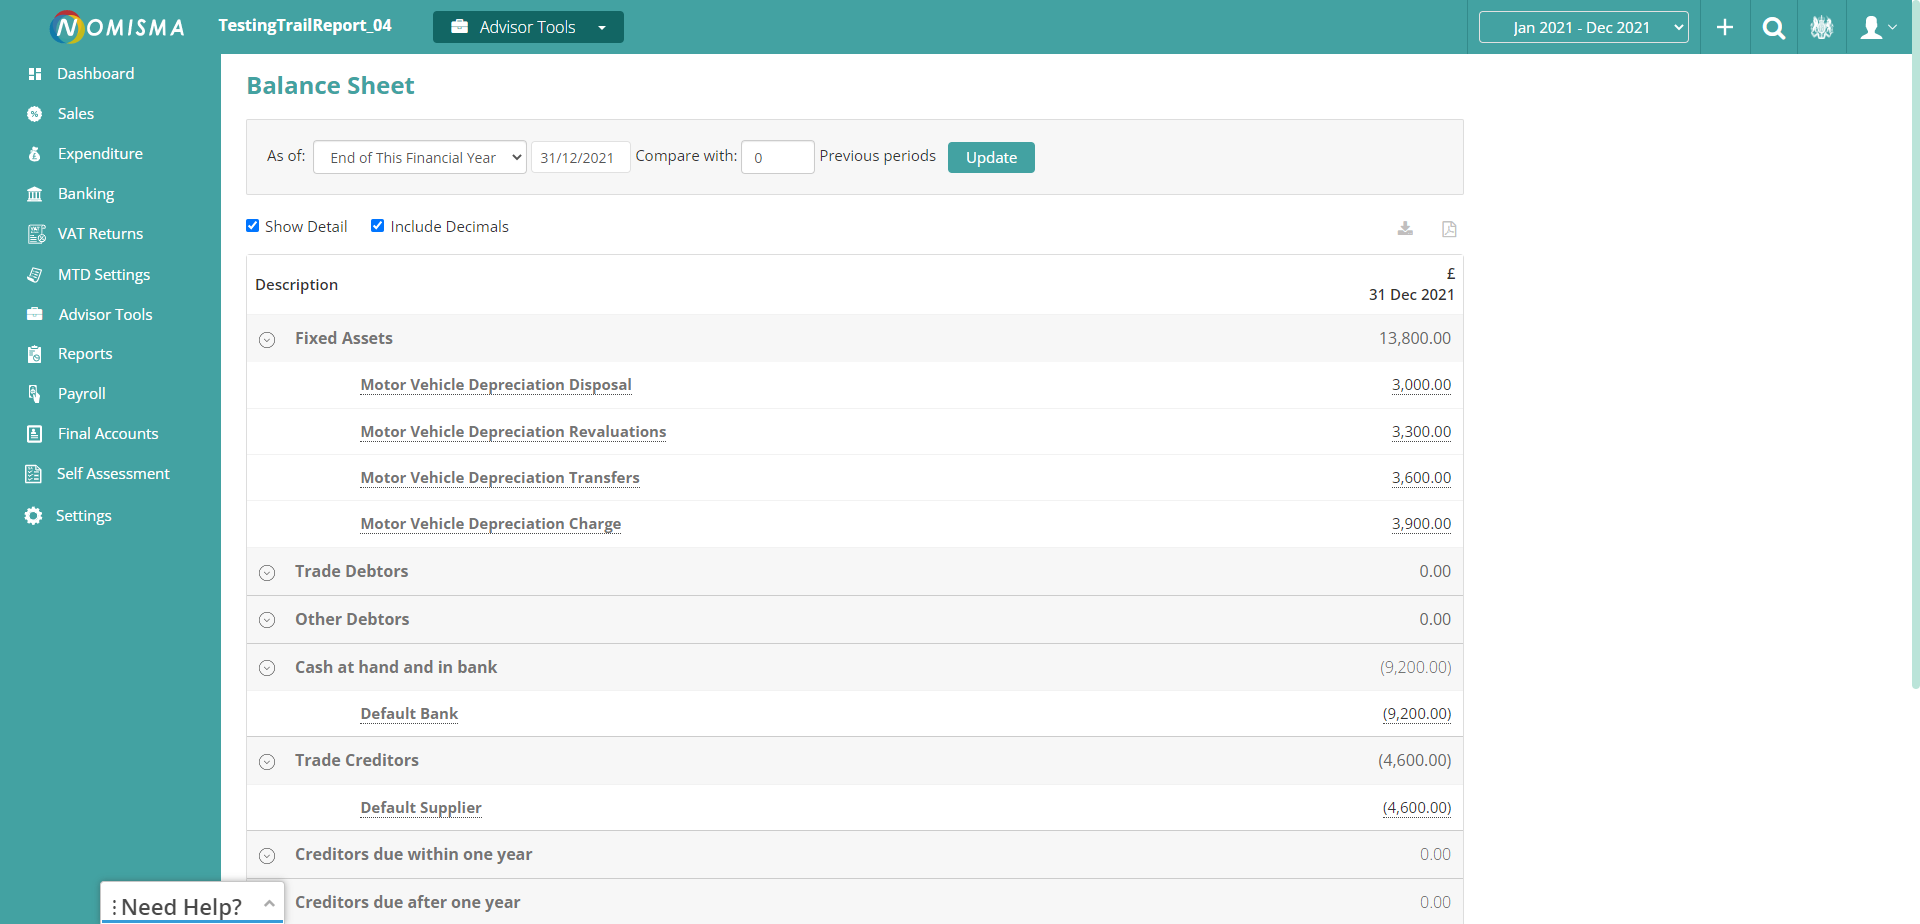 NOMISMA
TestingTrailReport_04
Advisor Tools
Jan 2021 - Dec 2021
Dashboard
Sales
Expenditure
Banking
VAT Returns
MTD Settings
Advisor Tools
Reports
Payroll
Final Accounts
Self Assessment
Settings
Balance Sheet
As of: End of This Financial Year 31/12/2021 Compare with: 0 Previous periods Update
Show Detail Include Decimals
£
Description 31 Dec 2021
Fixed Assets 13,800.00
Motor Vehicle Depreciation Disposal 3,000.00
Motor Vehicle Depreciation Revaluations 3,300.00
Motor Vehicle Depreciation Transfers 3,600.00
Motor Vehicle Depreciation Charge 3,900.00
Trade Debtors 0.00
Other Debtors 0.00
Cash at hand and in bank (9,200.00)
Default Bank (9,200.00)
Trade Creditors (4,600.00)
Default Supplier (4,600.00)
Creditors due within one year 0.00
Creditors due after one year 0.00
Need Help?